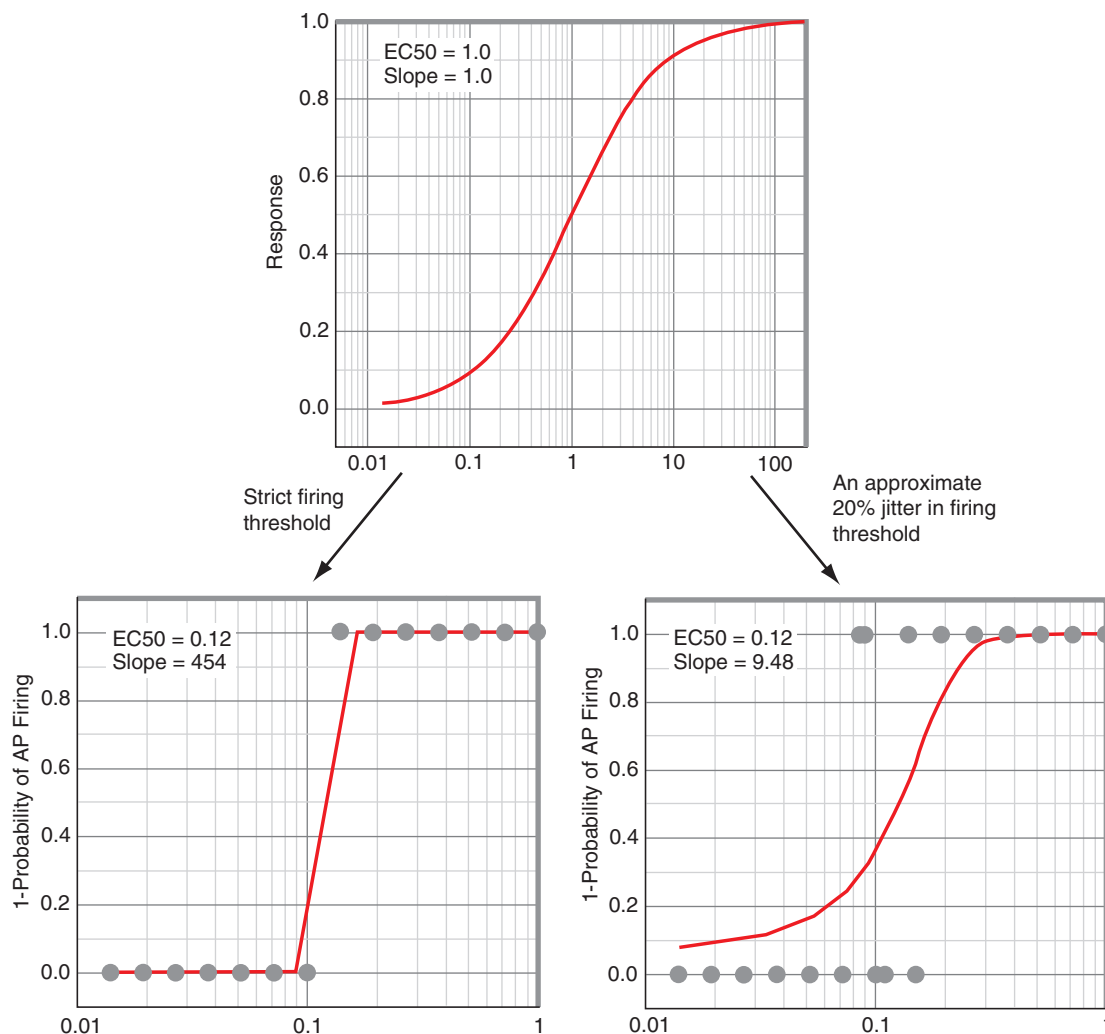 1.0
EC50 = 1.0
Slope = 1.0
0.8
0.6
Response
0.4
0.2
0.0
0.01 0.1 1 10 100
Strict firing
threshold
An approximate
20% jitter in firing
threshold
1.0
EC50 = 0.12
Slope = 454
0.8
0.6
1-Probability of AP Firing
0.4
0.2
0.0
0.01 0.1 1
1.0
EC50 = 0.12
Slope = 9.48
0.8
0.6
1-Probability of AP Firing
0.4
0.2
0.0
0.01 0.1 1